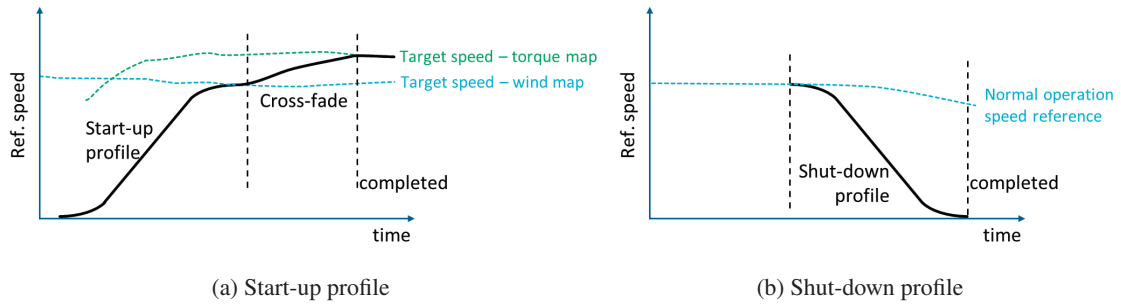 Ref. speed
Target speed – torque map
Target speed – wind map
Cross-fade
Start-up
profile
completed
time
(a) Start-up profile
Ref. speed
Normal operation
speed reference
Shut-down
profile
completed
time
(b) Shut-down profile